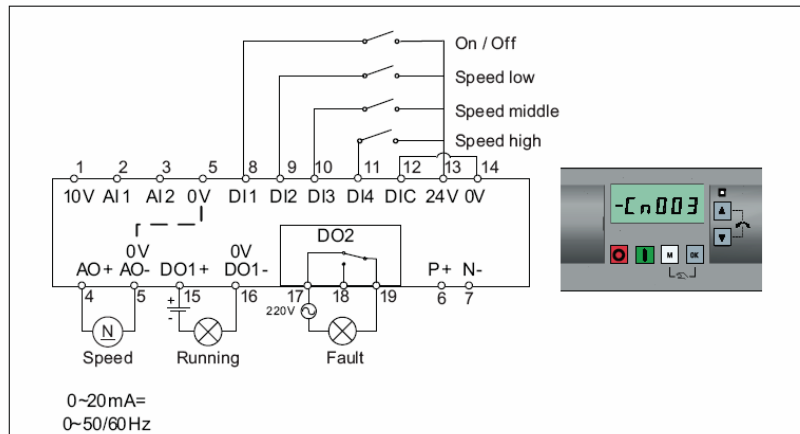 On / Off
Speed low
Speed middle
Speed high
1 2 3 5 8 9 10 11 12 13 14
10V AI1 AI2 0V DI1 DI2 DI3 DI4 DIC 24V 0V
-Cn003
0V 0V DO2
AO+ AO- DO1+ DO1- P+ N-
M OK
4 5 15 16 17 18 19 6 7
+
-
220V
N
Speed Running Fault
0~20mA=
0~50/60Hz